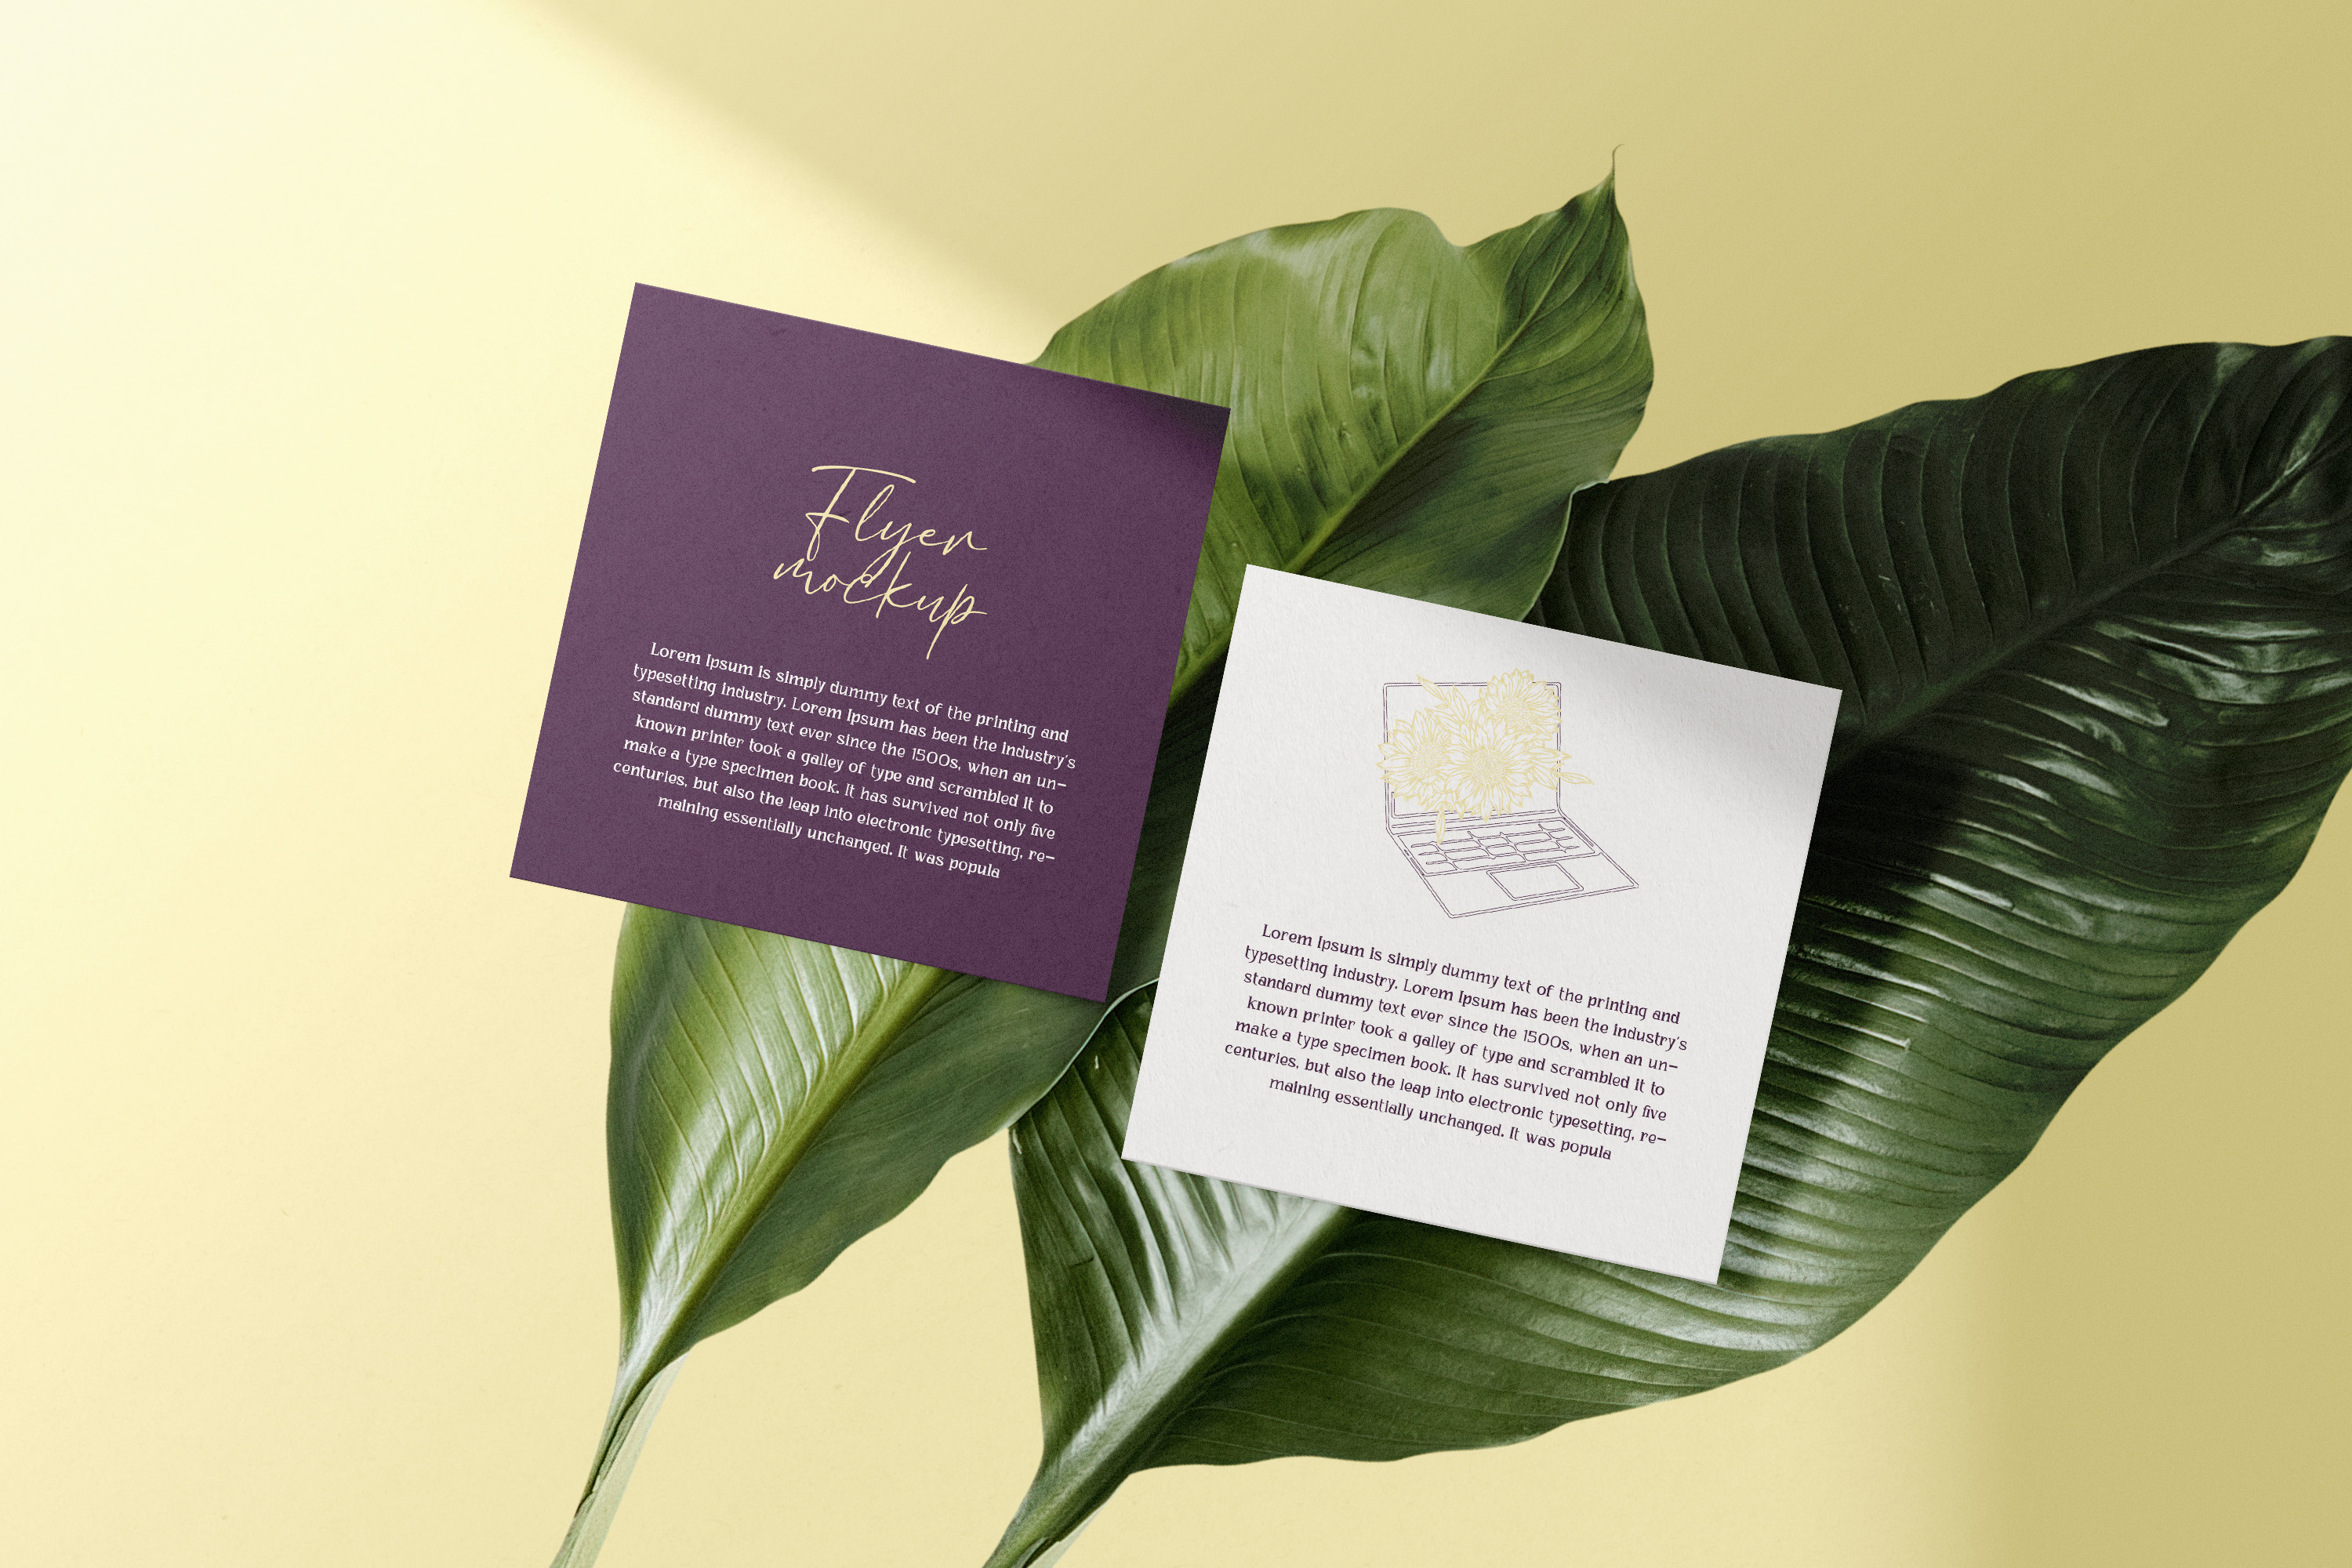 Flyer
mockup
Lorem Ipsum is simply dummy text of the printing and
typesetting industry. Lorem Ipsum has been the industry's
standard dummy text ever since the 1500s, when an un-
known printer took a galley of type and scrambled it to
make a type specimen book. It has survived not only five
centuries, but also the leap into electronic typesetting, re-
maining essentially unchanged. It was popula
Lorem Ipsum is simply dummy text of the printing and
typesetting industry. Lorem Ipsum has been the industry's
standard dummy text ever since the 1500s, when an un-
known printer took a galley of type and scrambled it to
make a type specimen book. It has survived not only five
centuries, but also the leap into electronic typesetting, re-
maining essentially unchanged. It was popula